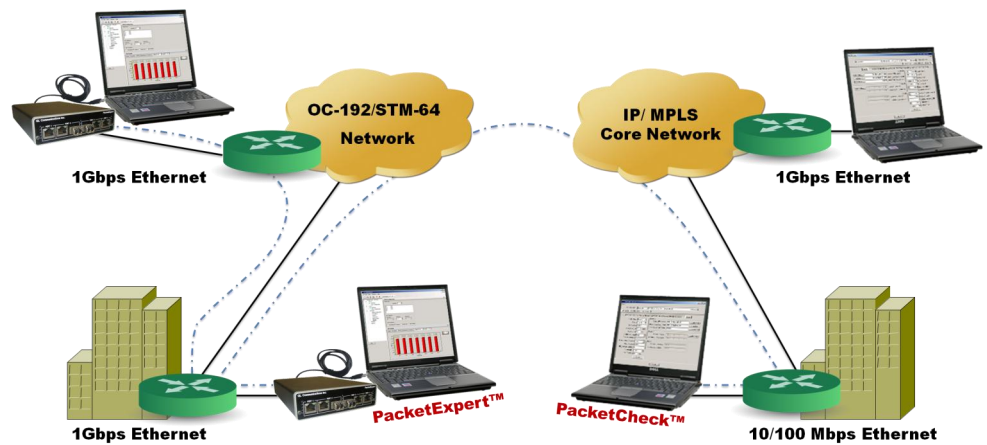 OC-192/STM-64
Network
IP/ MPLS
Core Network
1Gbps Ethernet
1Gbps Ethernet
PacketExpert™
PacketCheck™
1Gbps Ethernet
10/100 Mbps Ethernet